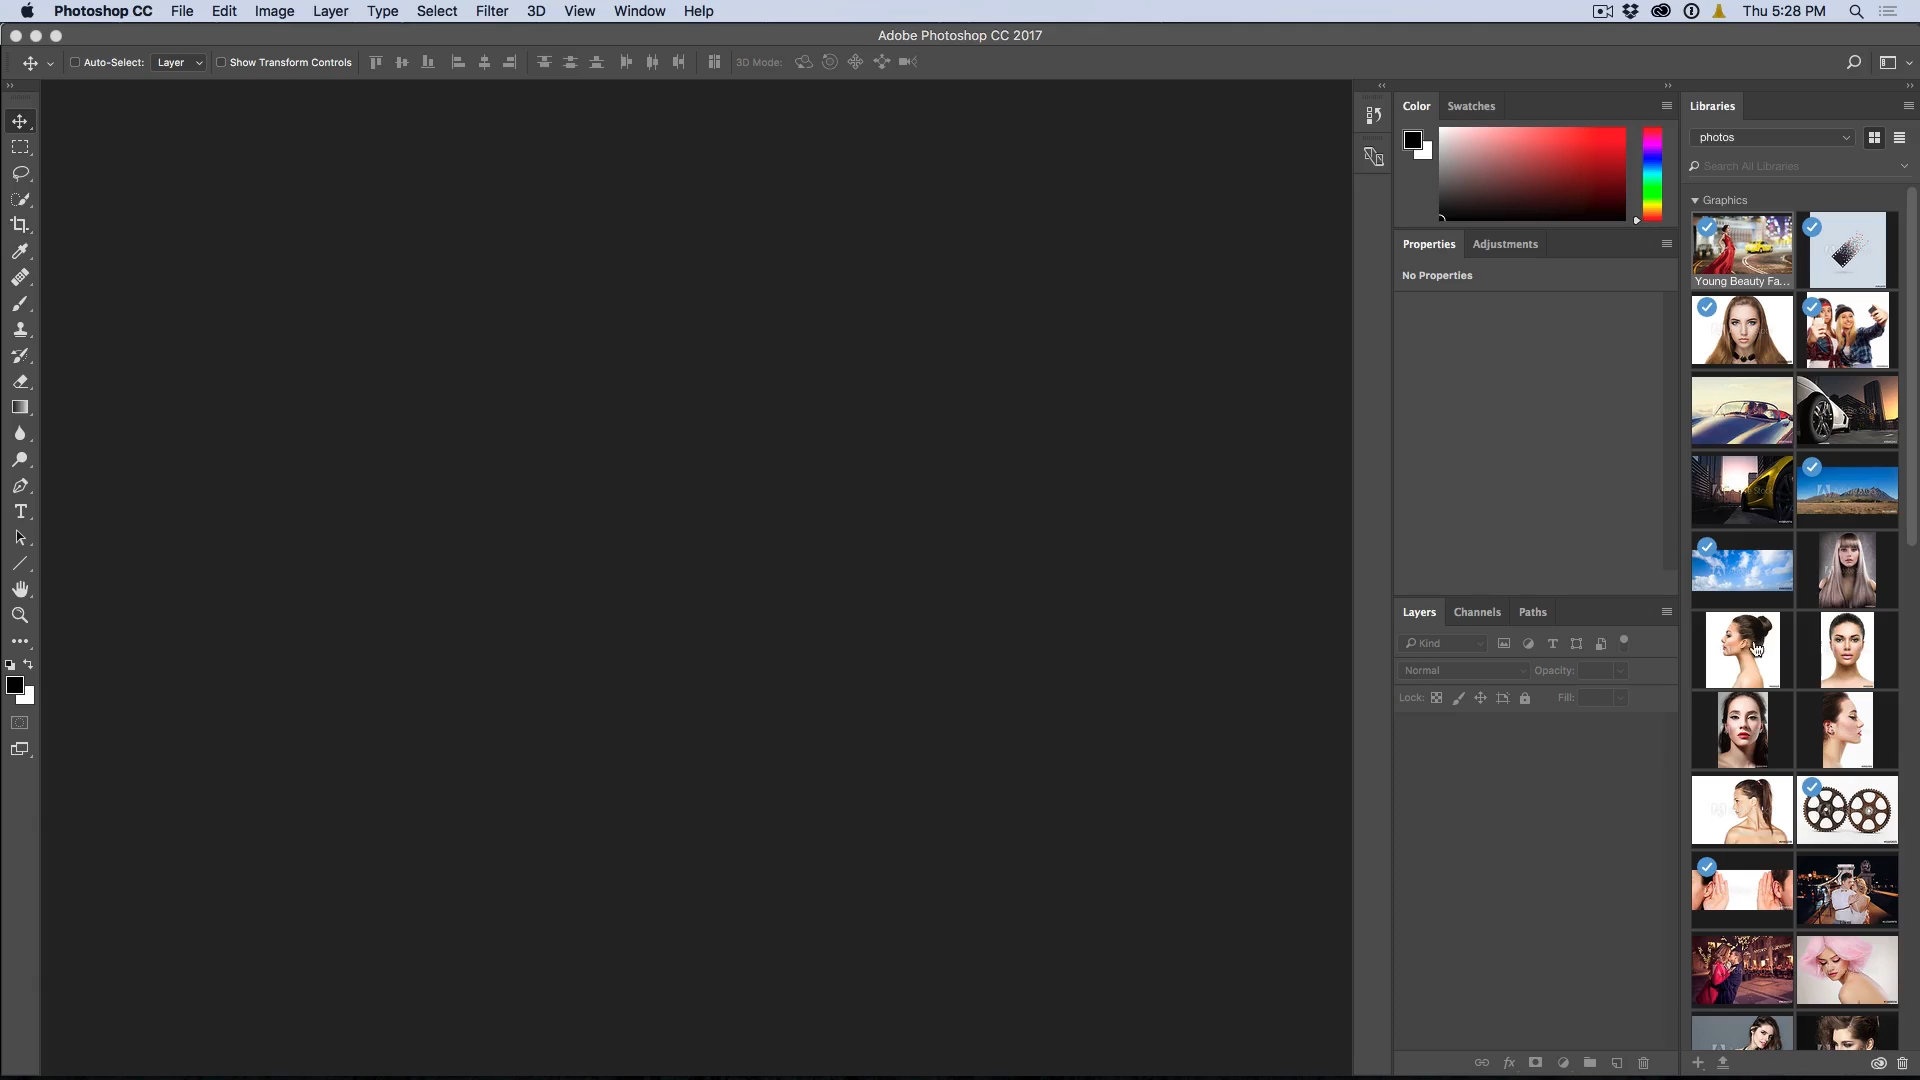 Photoshop CC File Edit Image Layer Type Select Filter 3D View Window Help Thu 5:28 PM
Adobe Photoshop CC 2017
Auto-Select: Layer Show Transform Controls 3D Mode:
Color Swatches
Libraries
photos
Search All Libraries
Graphics
Young Beauty Fa...
Properties Adjustments
No Properties
Layers Channels Paths
Kind
Normal Opacity:
Lock: Fill: